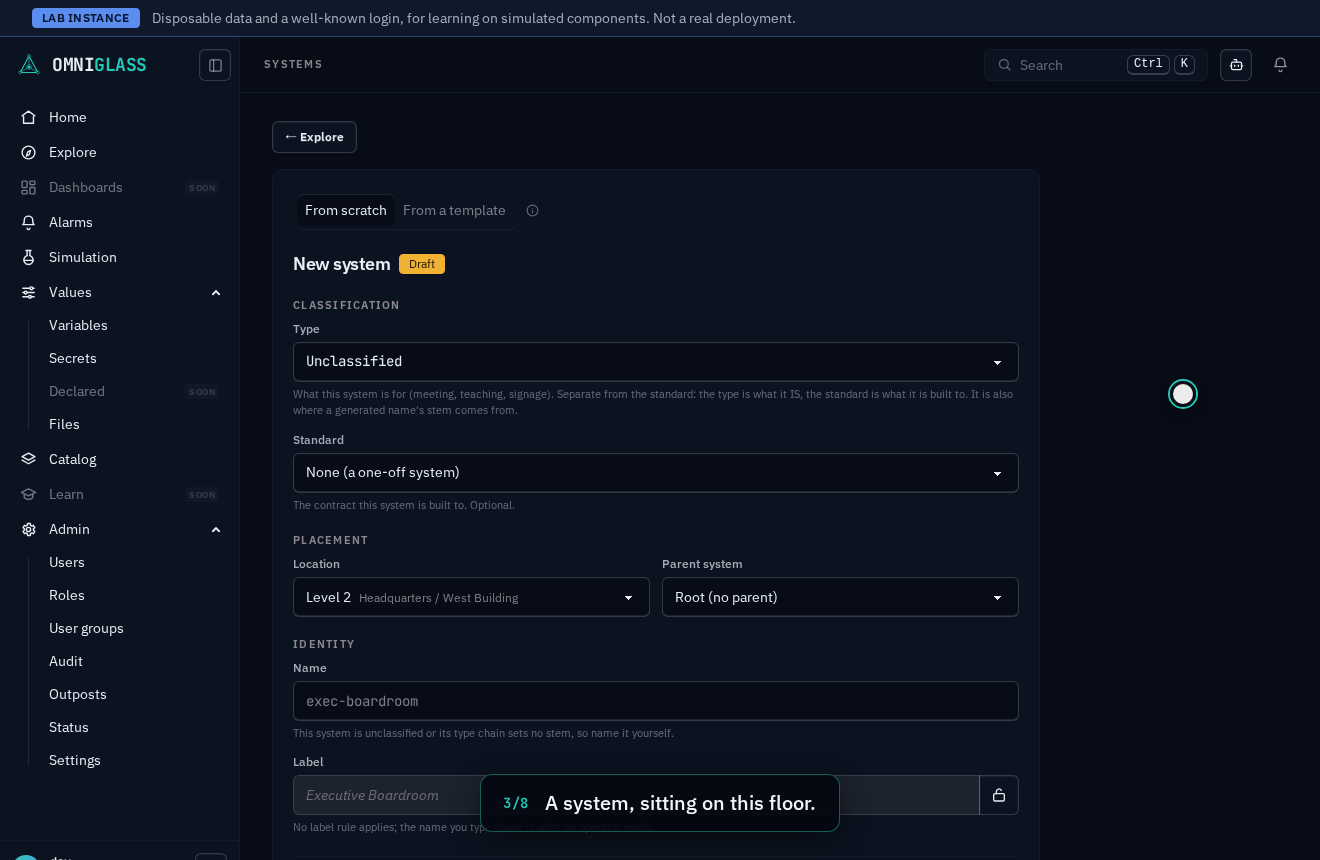 LAB INSTANCE Disposable data and a well-known login, for learning on simulated components. Not a real deployment.
OMNIGLASS
SYSTEMS
Search Ctrl K
Home
Explore
Dashboards SOON
Alarms
Simulation
Values
Variables
Secrets
Declared SOON
Files
Catalog
Learn SOON
Admin
Users
Roles
User groups
Audit
Outposts
Status
Settings
← Explore
From scratch From a template
New system Draft
CLASSIFICATION
Type
Unclassified
What this system is for (meeting, teaching, signage). Separate from the standard: the type is what it IS, the standard is what it is built to. It is also
where a generated name's stem comes from.
Standard
None (a one-off system)
The contract this system is built to. Optional.
PLACEMENT
Location Parent system
Level 2 Headquarters / West Building Root (no parent)
IDENTITY
Name
exec-boardroom
This system is unclassified or its type chain sets no stem, so name it yourself.
Label
Executive Boardroom
No label rule applies; the name you
3/8 A system, sitting on this floor.